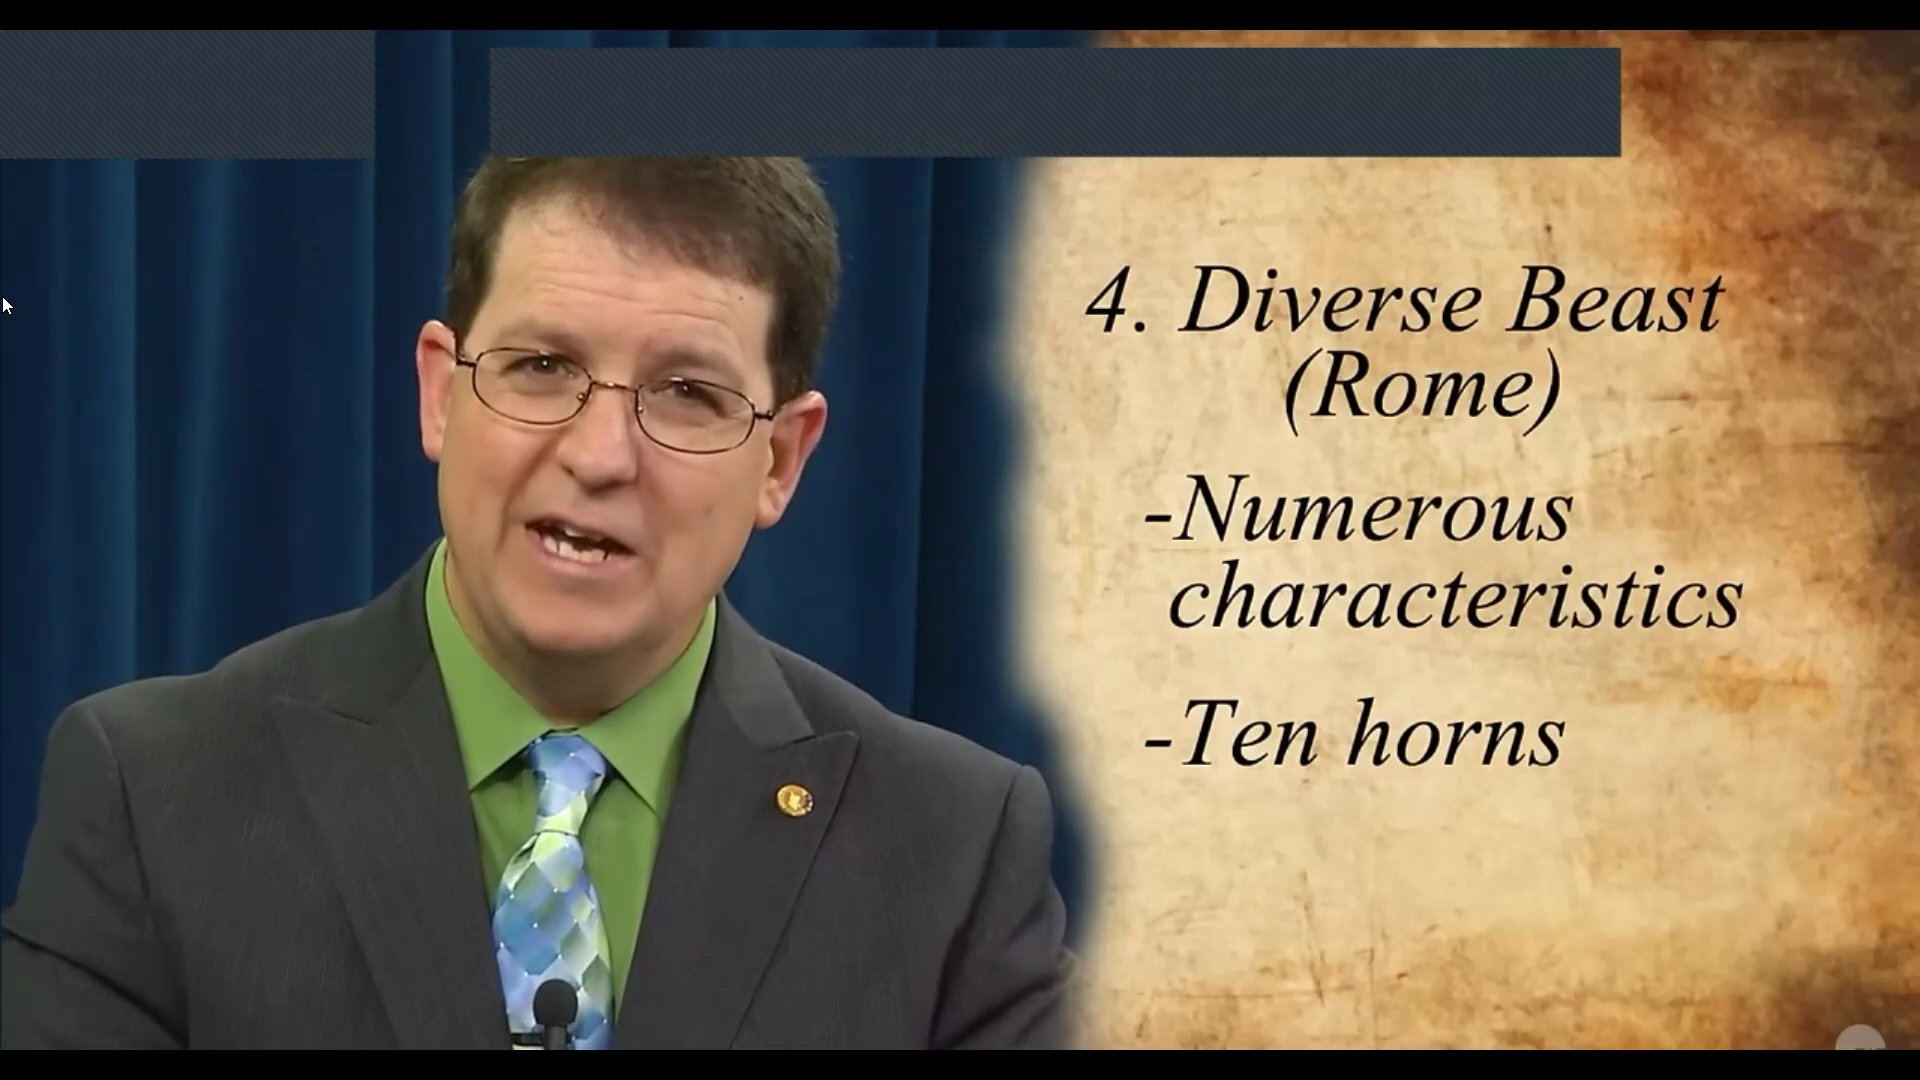 4. Diverse Beast
(Rome)
-Numerous
characteristics
-Ten horns